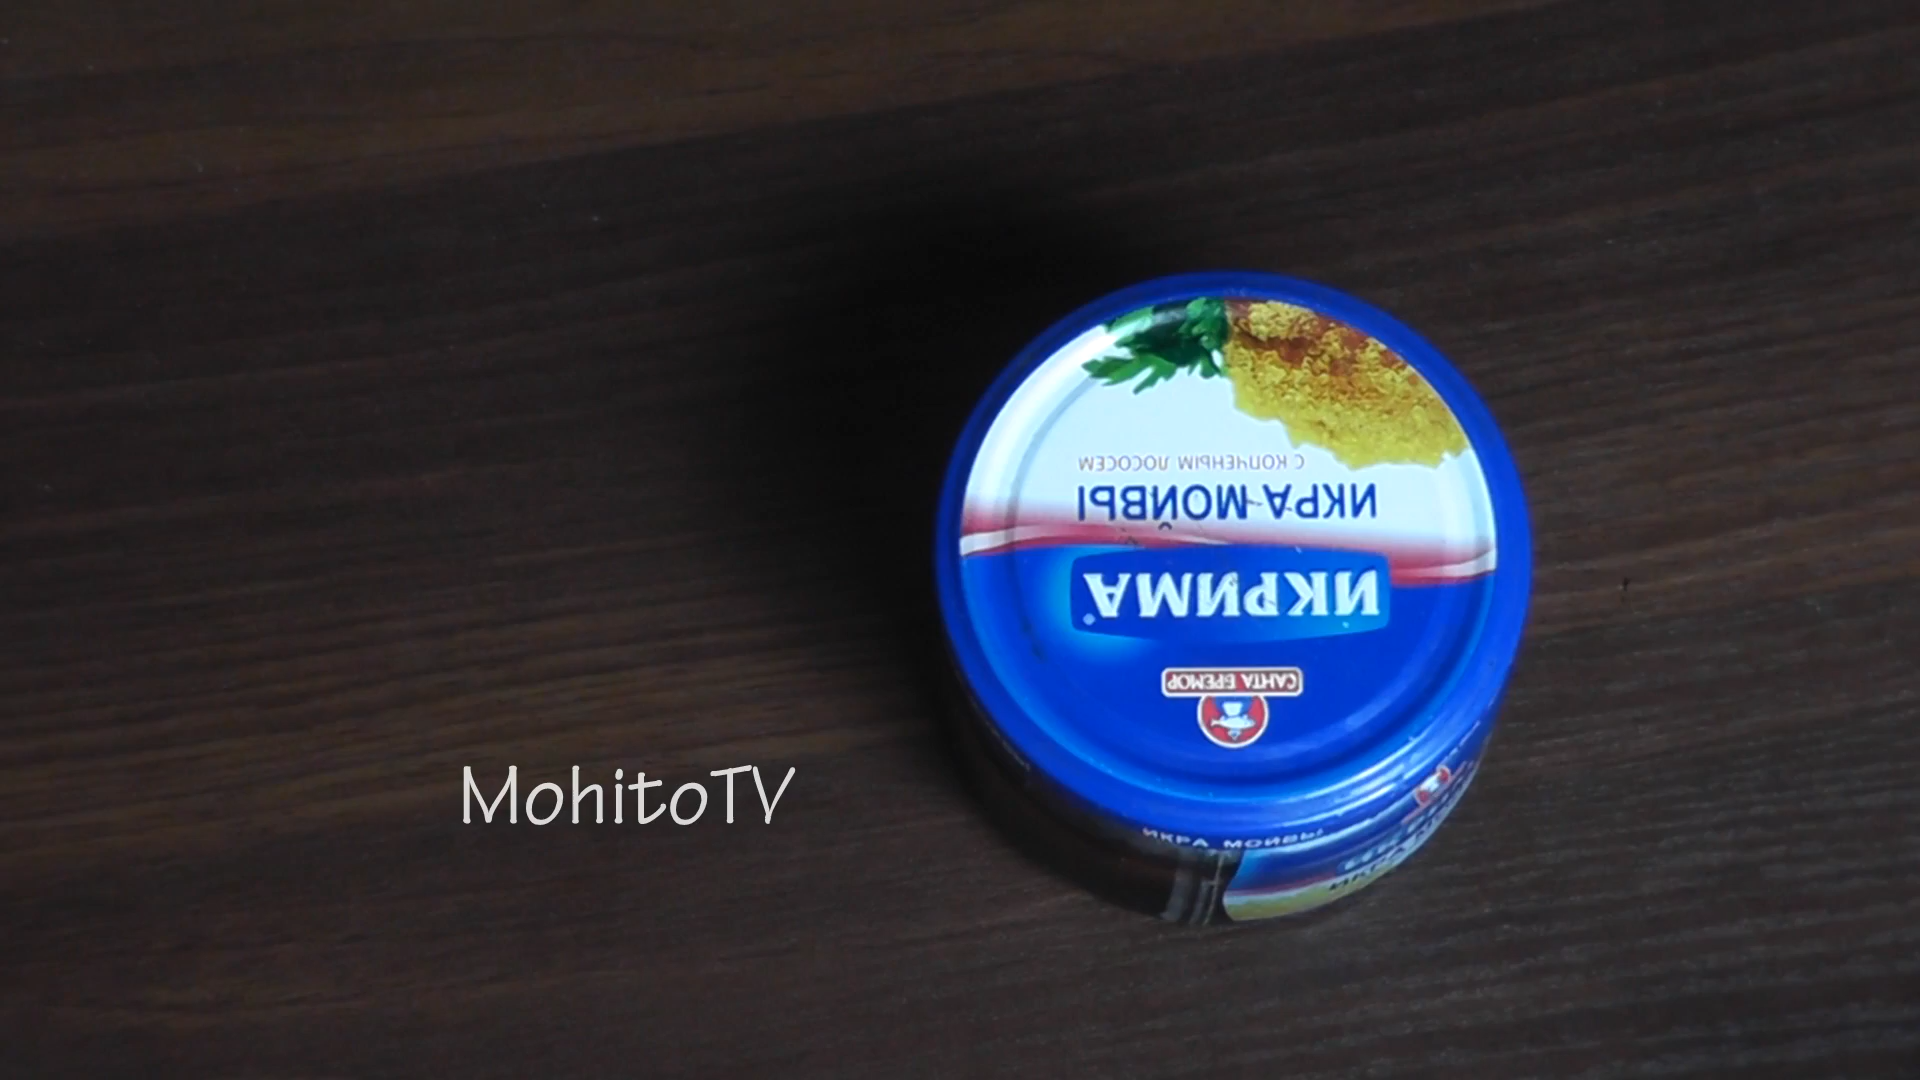 САНТА БРЕМОР
ИКРИМА®
ИКРА МОЙВЫ
С КОПЧЕНЫМ ЛОСОСЕМ
ИКРА МОЙВЫ
MohitoTV